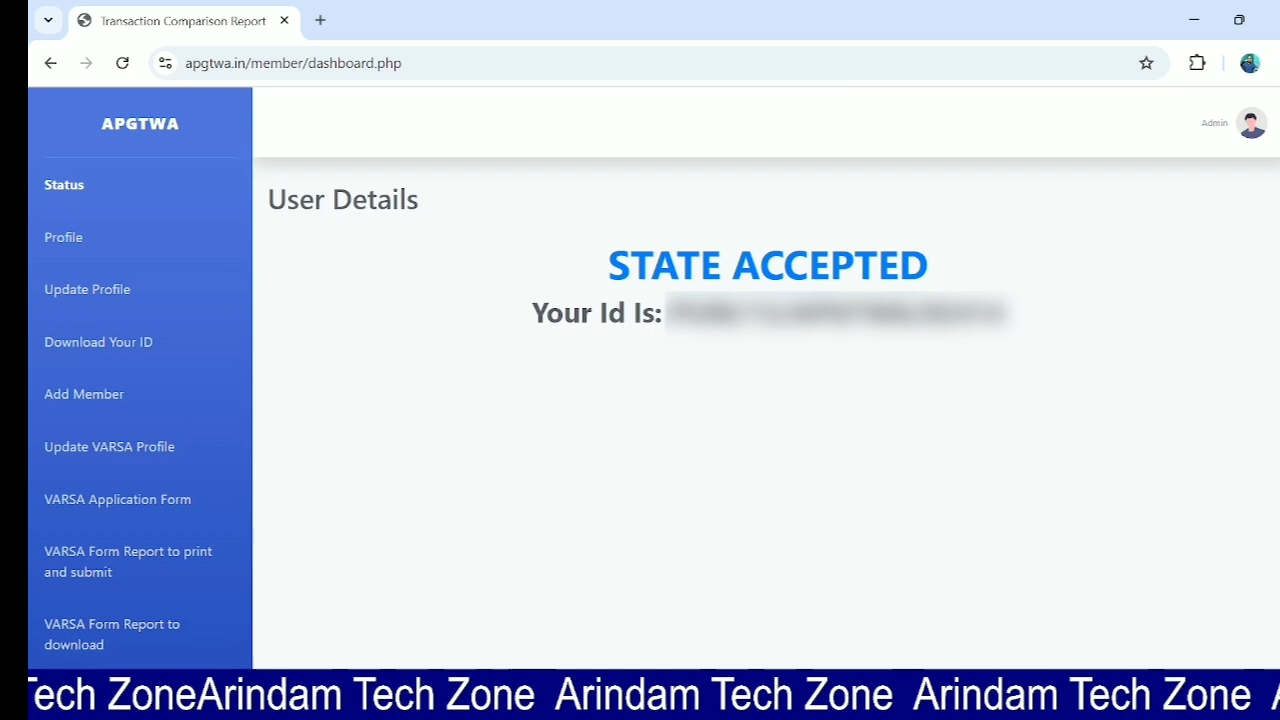 Transaction Comparison Report
apgtwa.in/member/dashboard.php
APGTWA
Admin
Status
User Details
Profile
STATE ACCEPTED
Update Profile
Your Id Is:
Download Your ID
Add Member
Update VARSA Profile
VARSA Application Form
VARSA Form Report to print
and submit
VARSA Form Report to
download
Tech ZoneArindam Tech Zone Arindam Tech Zone Arindam Tech Zone